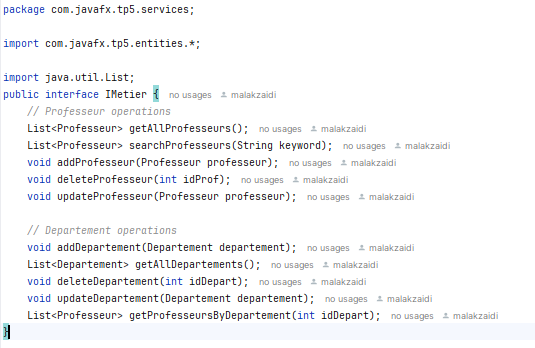 package com.javafx.tp5.services;
import com.javafx.tp5.entities.*;
import java.util.List;
public interface IMetier { no usages malakzaidi
// Professeur operations
List<Professeur> getAllProfesseurs(); no usages malakzaidi
List<Professeur> searchProfesseurs(String keyword); no usages malakzaidi
void addProfesseur(Professeur professeur); no usages malakzaidi
void deleteProfesseur(int idProf); no usages malakzaidi
void updateProfesseur(Professeur professeur); no usages malakzaidi
// Departement operations
void addDepartement(Departement departement); no usages malakzaidi
List<Departement> getAllDepartements(); no usages malakzaidi
void deleteDepartement(int idDepart); no usages malakzaidi
void updateDepartement(Departement departement); no usages malakzaidi
List<Professeur> getProfesseursByDepartement(int idDepart); no usages malakzaidi
}